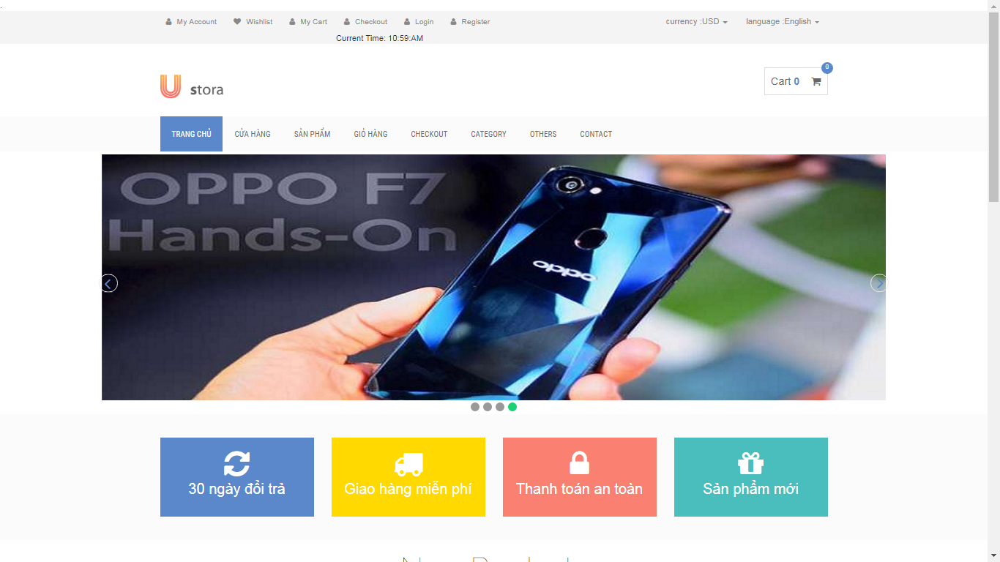 My Account Wishlist My Cart Checkout Login Register currency :USD language :English
Current Time: 10:59:AM
U stora
Cart 0
0
TRANG CHỦ CỬA HÀNG SẢN PHẨM GIỎ HÀNG CHECKOUT CATEGORY OTHERS CONTACT
OPPO F7
Hands-On
oppo
30 ngày đổi trả
Giao hàng miễn phí
Thanh toán an toàn
Sản phẩm mới